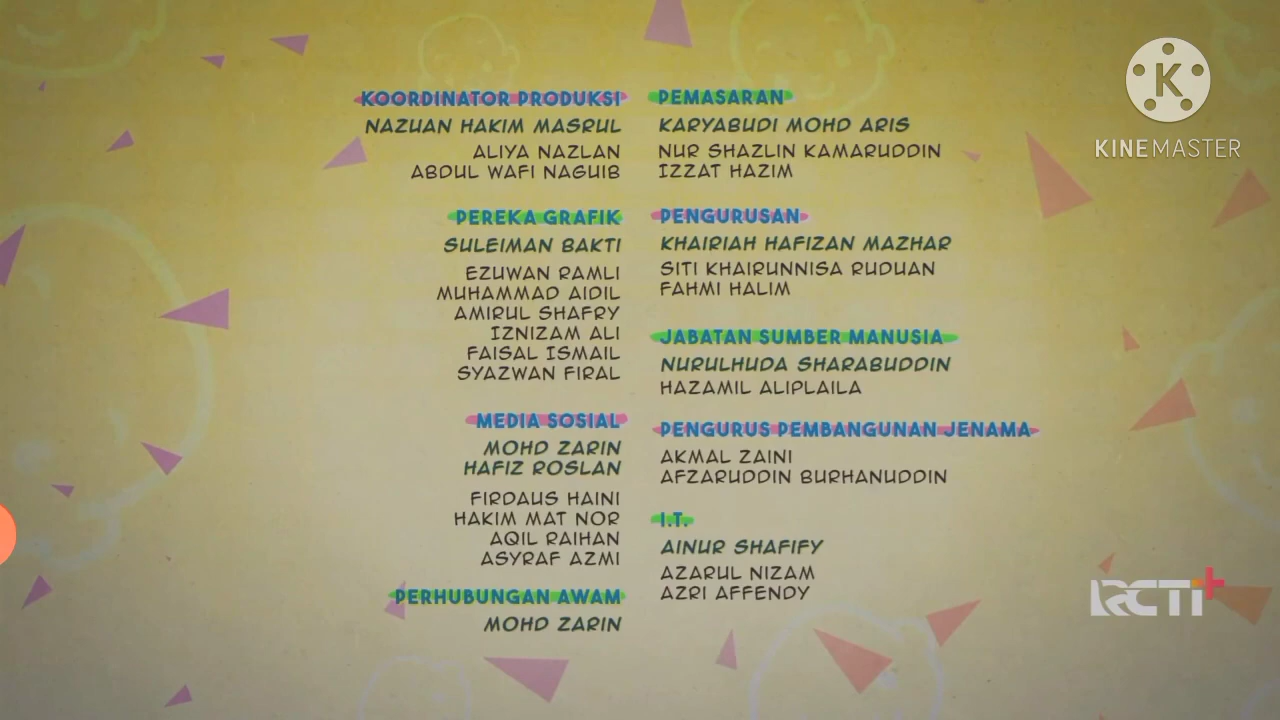 KOORDINATOR PRODUKSI
NAZUAN HAKIM MASRUL
ALIYA NAZLAN
ABDUL WAFI NAGUIB
PEREKA GRAFIK
SULEIMAN BAKTI
EZUWAN RAMLI
MUHAMMAD AIDIL
AMIRUL SHAFRY
IZNIZAM ALI
FAISAL ISMAIL
SYAZWAN FIRAL
MEDIA SOSIAL
MOHD ZARIN
HAFIZ ROSLAN
FIRDAUS HAINI
HAKIM MAT NOR
AQIL RAIHAN
ASYRAF AZMI
PERHUBUNGAN AWAM
MOHD ZARIN
PEMASARAN
KARYABUDI MOHD ARIS
NUR SHAZLIN KAMARUDDIN
IZZAT HAZIM
PENGURUSAN
KHAIRIAH HAFIZAN MAZHAR
SITI KHAIRUNNISA RUDUAN
FAHMI HALIM
JABATAN SUMBER MANUSIA
NURULHUDA SHARABUDDIN
HAZAMIL ALIPLAILA
PENGURUS PEMBANGUNAN JENAMA
AKMAL ZAINI
AFZARUDDIN BURHANUDDIN
I.T.
AINUR SHAFIFY
AZARUL NIZAM
AZRI AFFENDY
K
KINEMASTER
RCTI+